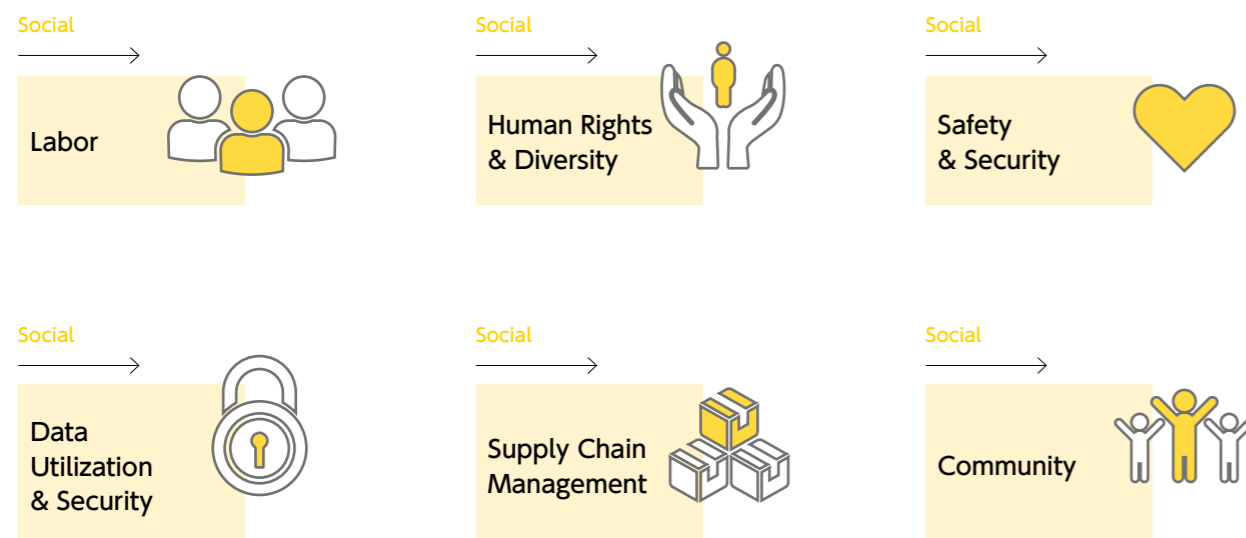 Social
Labor
Social
Human Rights
& Diversity
Social
Safety
& Security
Social
Data
Utilization
& Security
Social
Supply Chain
Management
Social
Community